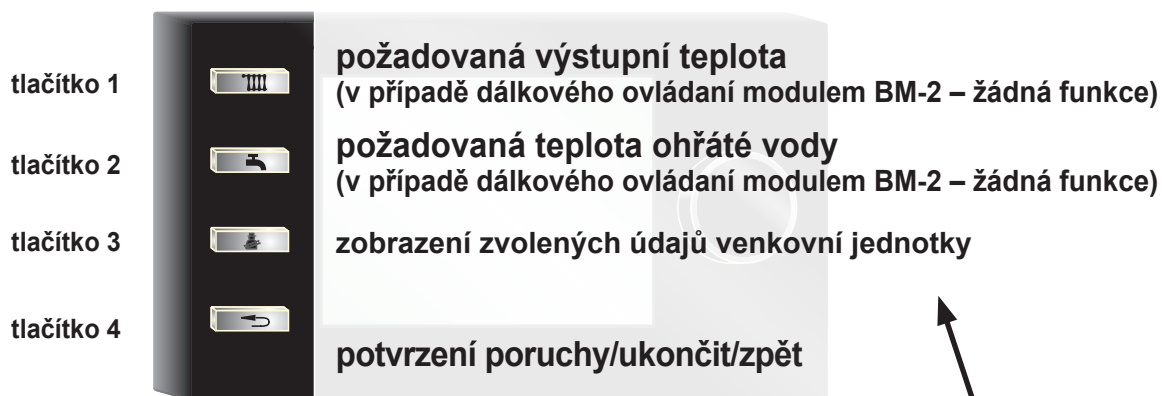 požadovaná výstupní teplota
tlačítko 1
(v případě dálkového ovládaní modulem BM-2 – žádná funkce)
požadovaná teplota ohřáté vody
tlačítko 2
(v případě dálkového ovládaní modulem BM-2 – žádná funkce)
tlačítko 3
zobrazení zvolených údajů venkovní jednotky
tlačítko 4
potvrzení poruchy/ukončit/zpět